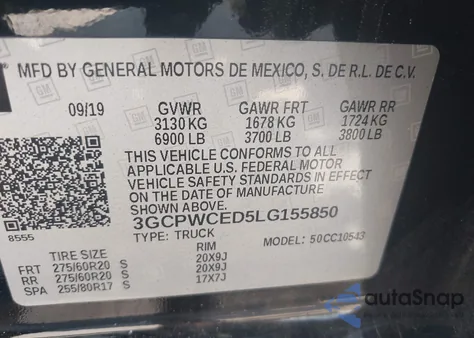 MFD BY GENERAL MOTORS DE MEXICO, S. DE R.L. DE C.V.
09/19 GVWR GAWR FRT GAWR RR
3130 KG 1678 KG 1724 KG
6900 LB 3700 LB 3800 LB
THIS VEHICLE CONFORMS TO ALL
APPLICABLE U.S. FEDERAL MOTOR
VEHICLE SAFETY STANDARDS IN EFFECT
ON THE DATE OF MANUFACTURE
3GCPWCED5LG155850
8555 TYPE: TRUCK MODEL: 50CC10543
TIRE SIZE RIM
FRT 275/60R20 S 20X9J
RR 275/60R20 S 20X9J
SPA 255/80R17 S 17X7J
GM
autoSnap